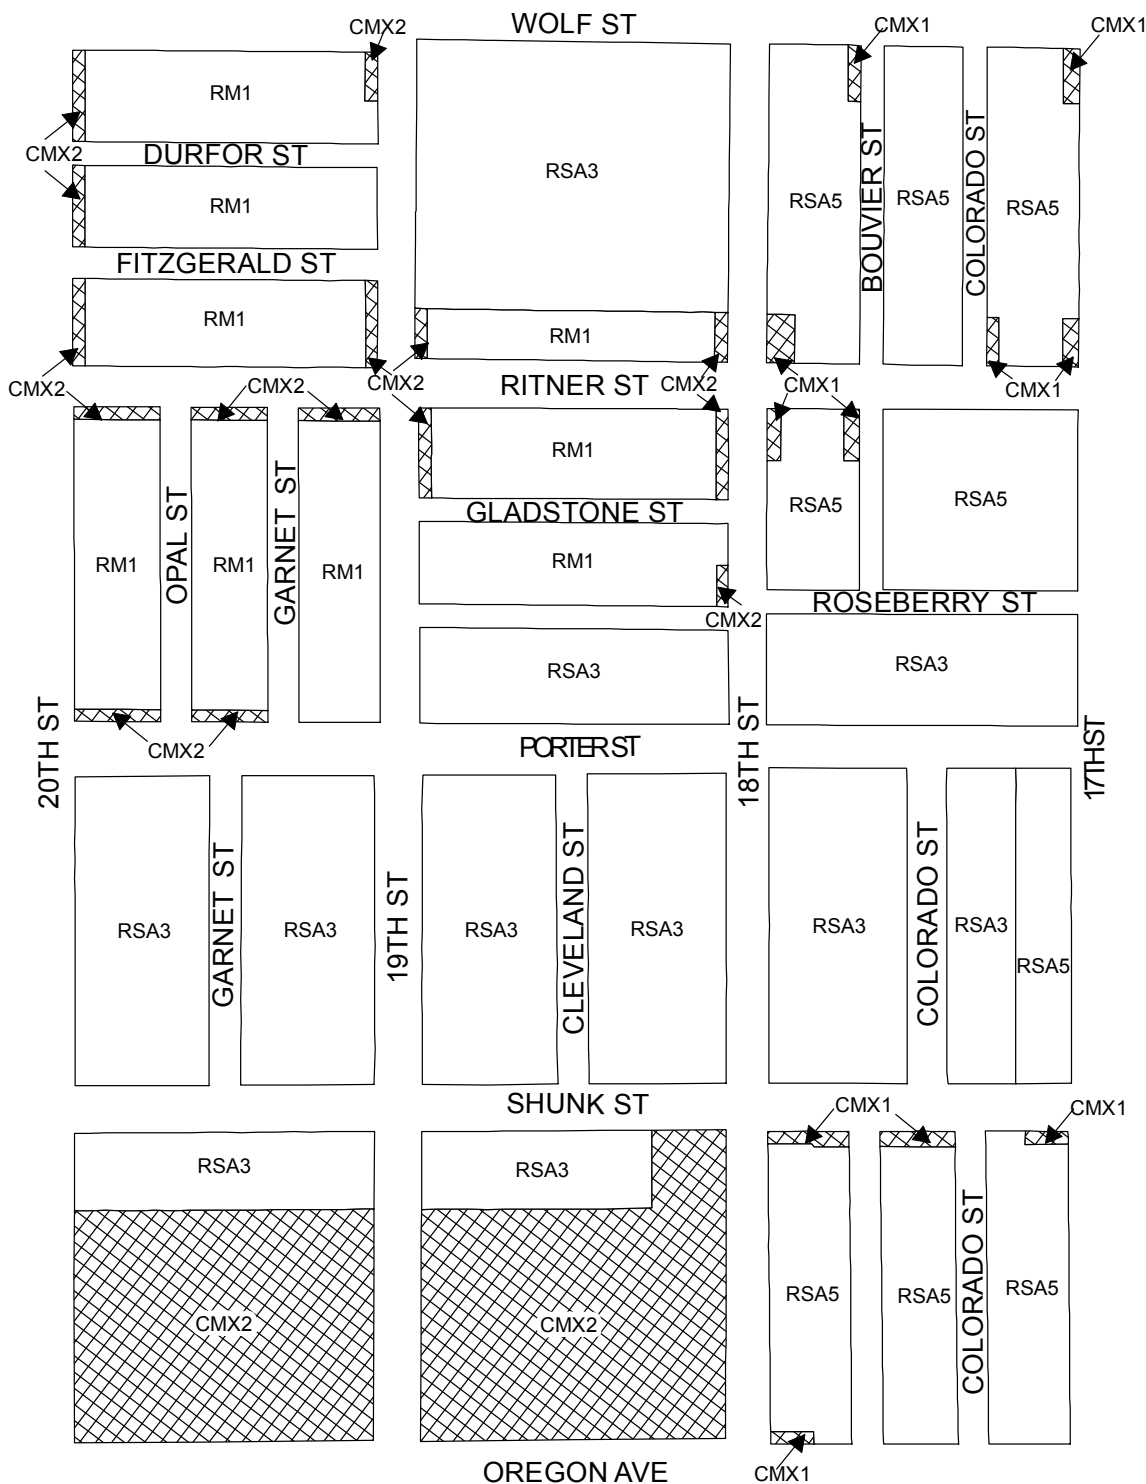 WOLF ST
CMX2
CMX1
CMX1
RM1
CMX2
DURFOR ST
RSA3
RM1
RSA5
BOUVIER ST
RSA5
COLORADO ST
RSA5
FITZGERALD ST
RM1
RM1
CMX2
CMX2
CMX2
RITNER ST
CMX2
CMX1
CMX1
RM1
RSA5
RSA5
GLADSTONE ST
OPAL ST
GARNET ST
RM1
RM1
RM1
RM1
CMX2
ROSEBERRY ST
RSA3
RSA3
20TH ST
CMX2
PORTER ST
18TH ST
17TH ST
RSA3
GARNET ST
RSA3
19TH ST
RSA3
CLEVELAND ST
RSA3
RSA3
COLORADO ST
RSA3
RSA5
SHUNK ST
CMX1
CMX1
RSA3
RSA3
RSA5
RSA5
COLORADO ST
RSA5
CMX2
CMX2
OREGON AVE
CMX1